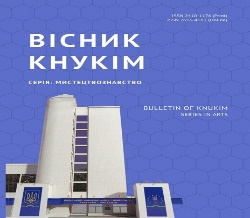 ВІСНИК
КНУКІМ
СЕРІЯ: МИСТЕЦТВОЗНАВСТВО
BULLETIN OF KNUKIM
SERIES IN ARTS